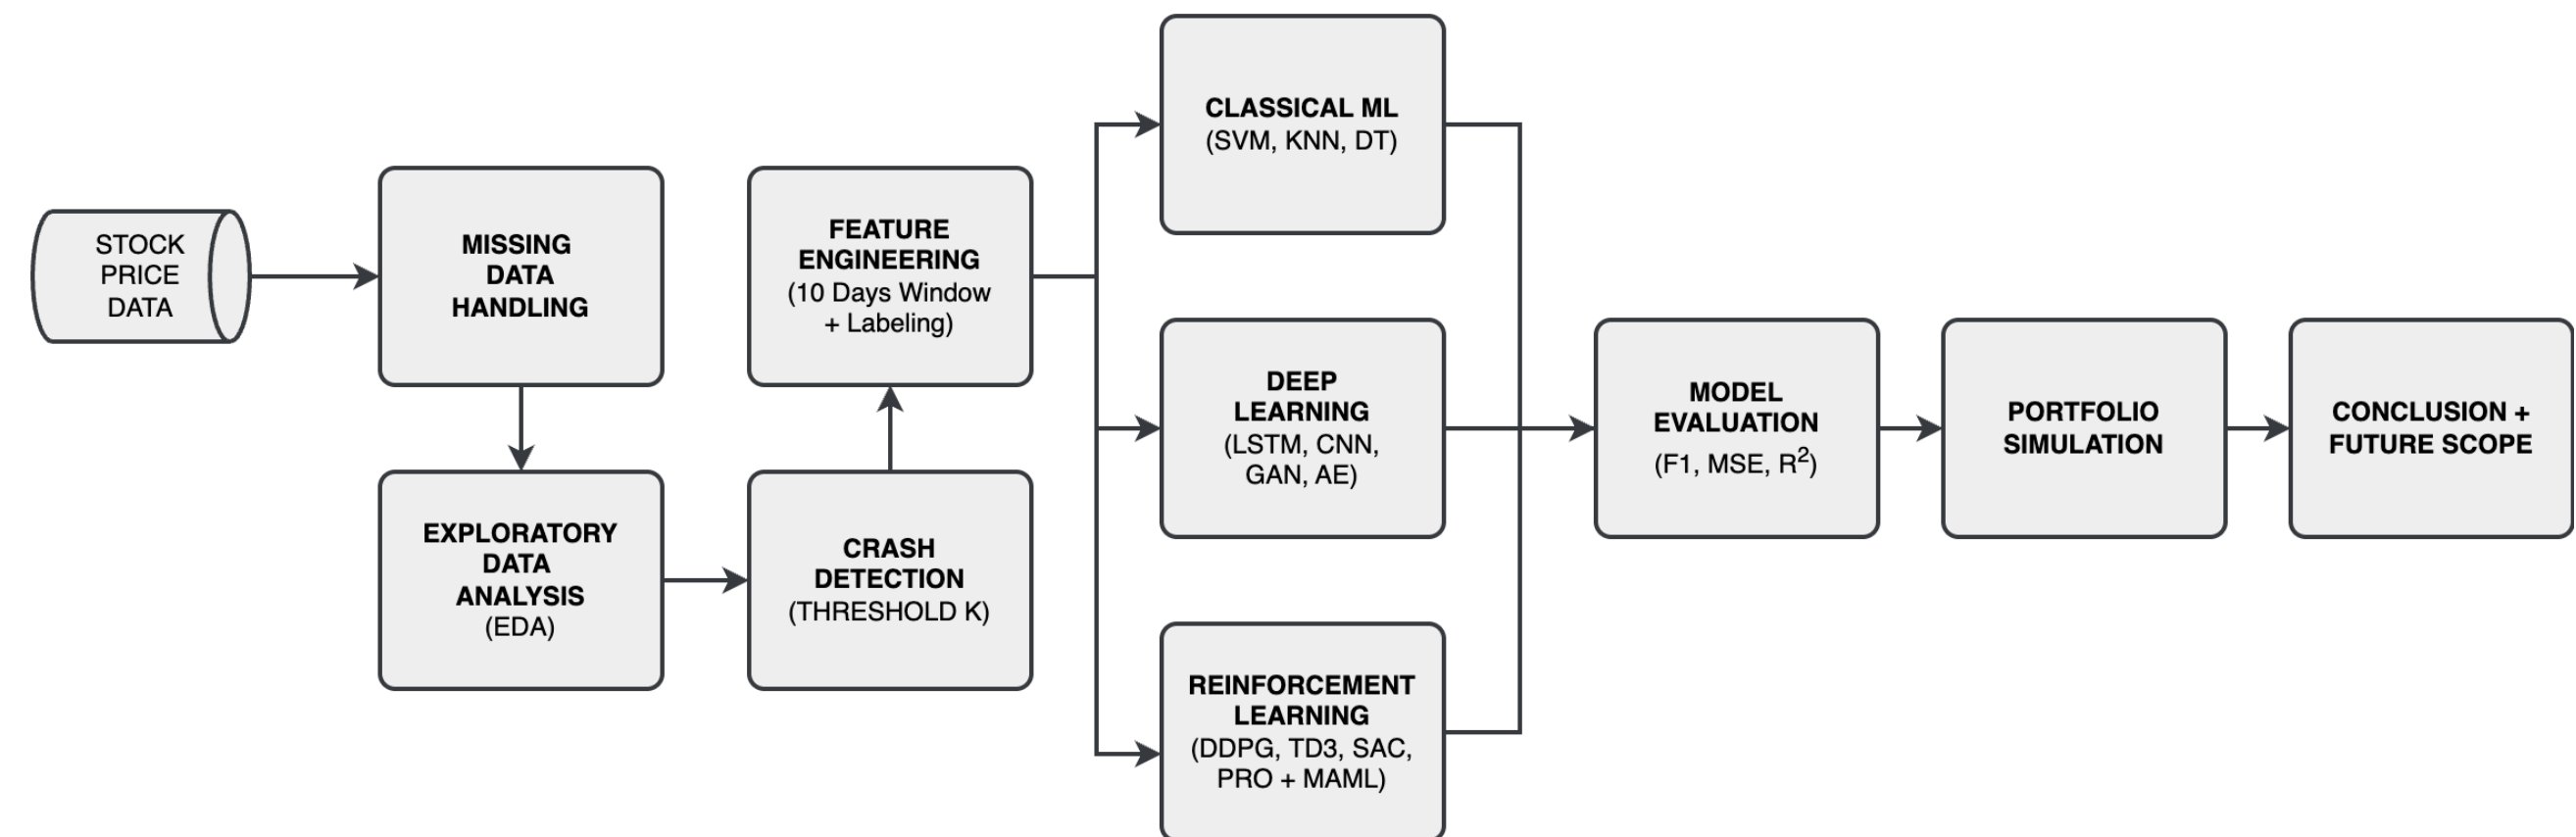 STOCK
PRICE
DATA
MISSING
DATA
HANDLING
EXPLORATORY
DATA
ANALYSIS
(EDA)
CRASH
DETECTION
(THRESHOLD K)
FEATURE
ENGINEERING
(10 Days Window
+ Labeling)
CLASSICAL ML
(SVM, KNN, DT)
DEEP
LEARNING
(LSTM, CNN,
GAN, AE)
REINFORCEMENT
LEARNING
(DDPG, TD3, SAC,
PRO + MAML)
MODEL
EVALUATION
(F1, MSE, R²)
PORTFOLIO
SIMULATION
CONCLUSION +
FUTURE SCOPE